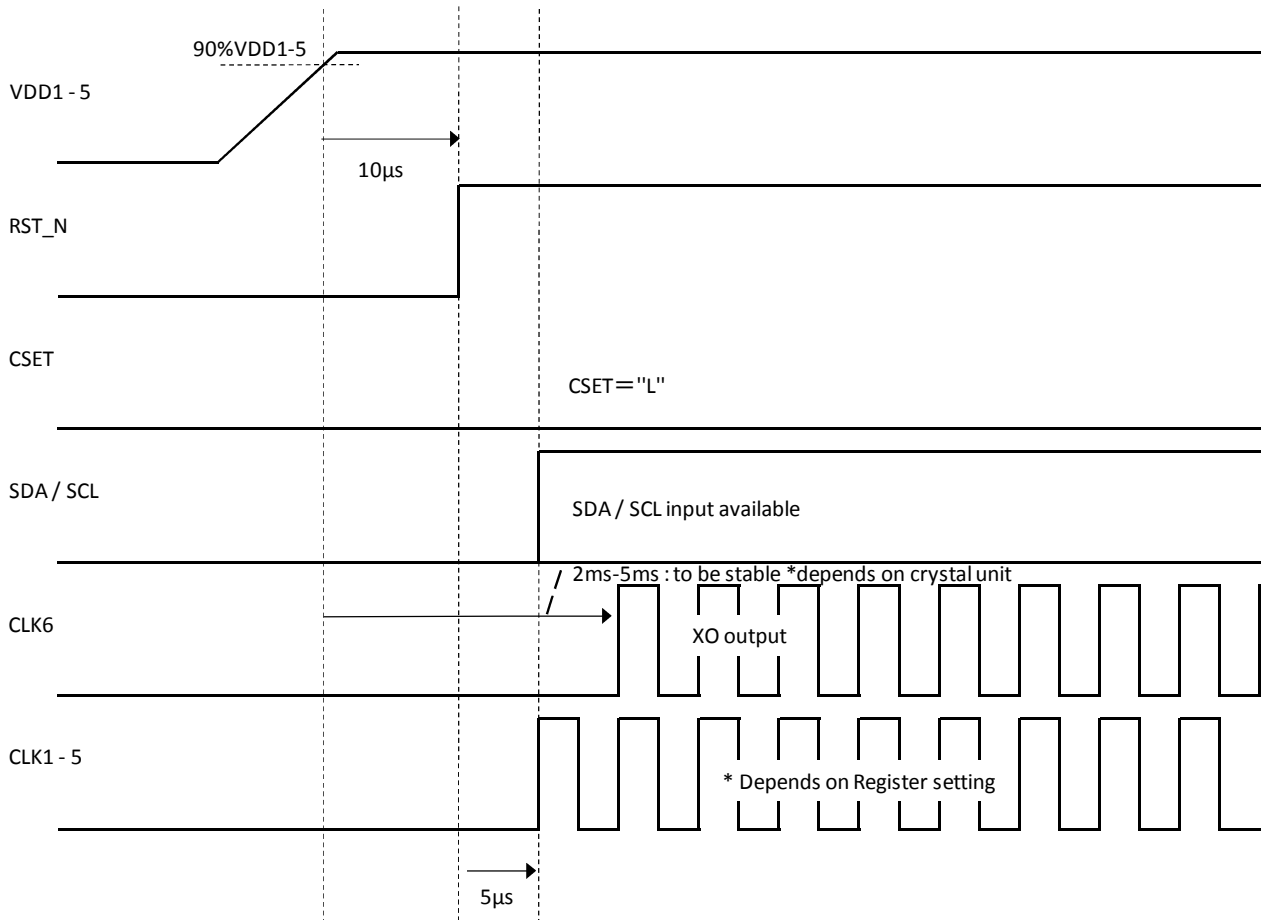 90%VDD1-5
VDD1 - 5
10µs
RST_N
CSET
CSET＝"L"
SDA / SCL
SDA / SCL input available
2ms-5ms : to be stable *depends on crystal unit
CLK6
XO output
CLK1 - 5
* Depends on Register setting
5µs